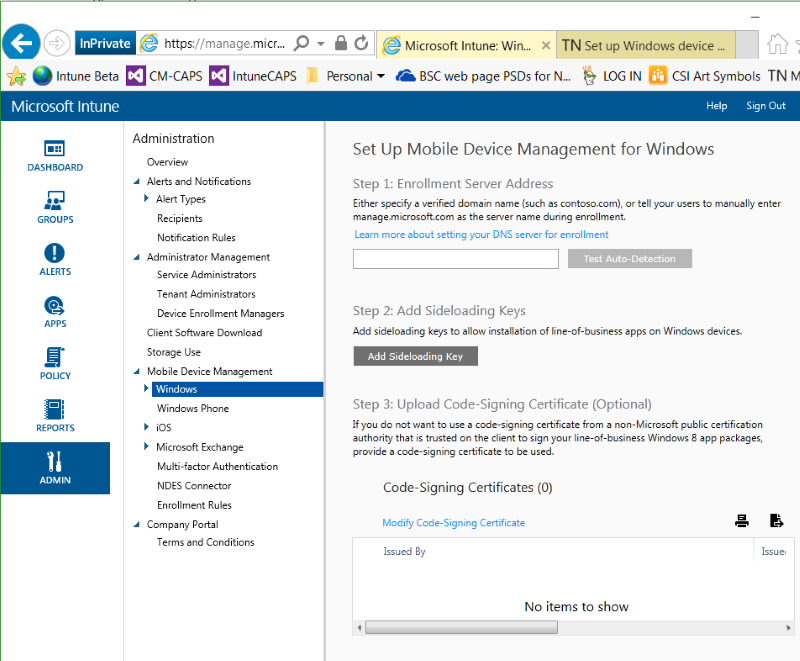 InPrivate
https://manage.micr...
Microsoft Intune: Win...
TN Set up Windows device ...
Intune Beta
CM-CAPS
IntuneCAPS
Personal
BSC web page PSDs for N...
LOG IN
CSI Art Symbols
TN M
Microsoft Intune
Help
Sign Out
DASHBOARD
GROUPS
ALERTS
APPS
POLICY
REPORTS
ADMIN
Administration
Overview
Alerts and Notifications
Alert Types
Recipients
Notification Rules
Administrator Management
Service Administrators
Tenant Administrators
Device Enrollment Managers
Client Software Download
Storage Use
Mobile Device Management
Windows
Windows Phone
iOS
Microsoft Exchange
Multi-factor Authentication
NDES Connector
Enrollment Rules
Company Portal
Terms and Conditions
Set Up Mobile Device Management for Windows
Step 1: Enrollment Server Address
Either specify a verified domain name (such as contoso.com), or tell your users to manually enter
manage.microsoft.com as the server name during enrollment.
Learn more about setting your DNS server for enrollment
Test Auto-Detection
Step 2: Add Sideloading Keys
Add sideloading keys to allow installation of line-of-business apps on Windows devices.
Add Sideloading Key
Step 3: Upload Code-Signing Certificate (Optional)
If you do not want to use a code-signing certificate from a non-Microsoft public certification
authority that is trusted on the client to sign your line-of-business Windows 8 app packages,
provide a code-signing certificate to be used.
Code-Signing Certificates (0)
Modify Code-Signing Certificate
Issued By
Issue
No items to show